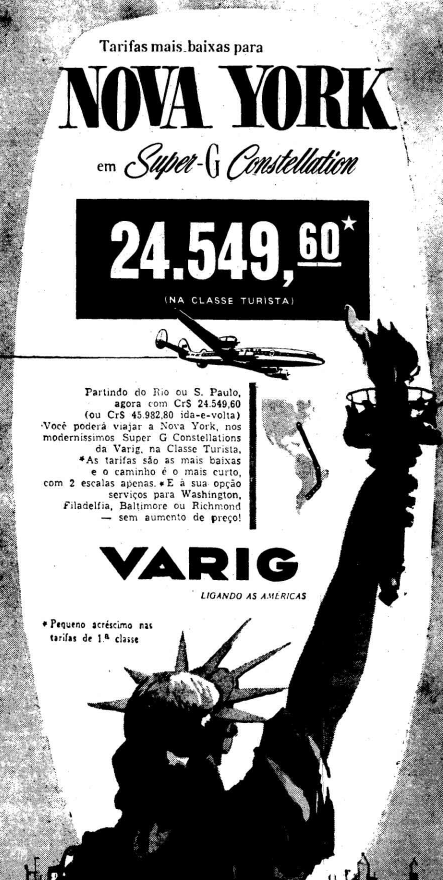 Tarifas mais baixas para
NOVA YORK
em Super-G Constellation
24.549,60*
(NA CLASSE TURISTA)
Partindo do Rio ou S. Paulo,
agora com Cr$ 24.549,60
(ou Cr$ 45.982,80 ida-e-volta)
Você poderá viajar a Nova York, nos
moderníssimos Super G Constellations
da Varig, na Classe Turista.
*As tarifas são as mais baixas
e o caminho é o mais curto,
com 2 escalas apenas. * E à sua opção
serviços para Washington,
Filadelfia, Baltimore ou Richmond
— sem aumento de preço!
VARIG
LIGANDO AS AMÉRICAS
* Pequeno acréscimo nas
tarifas de 1.ª classe